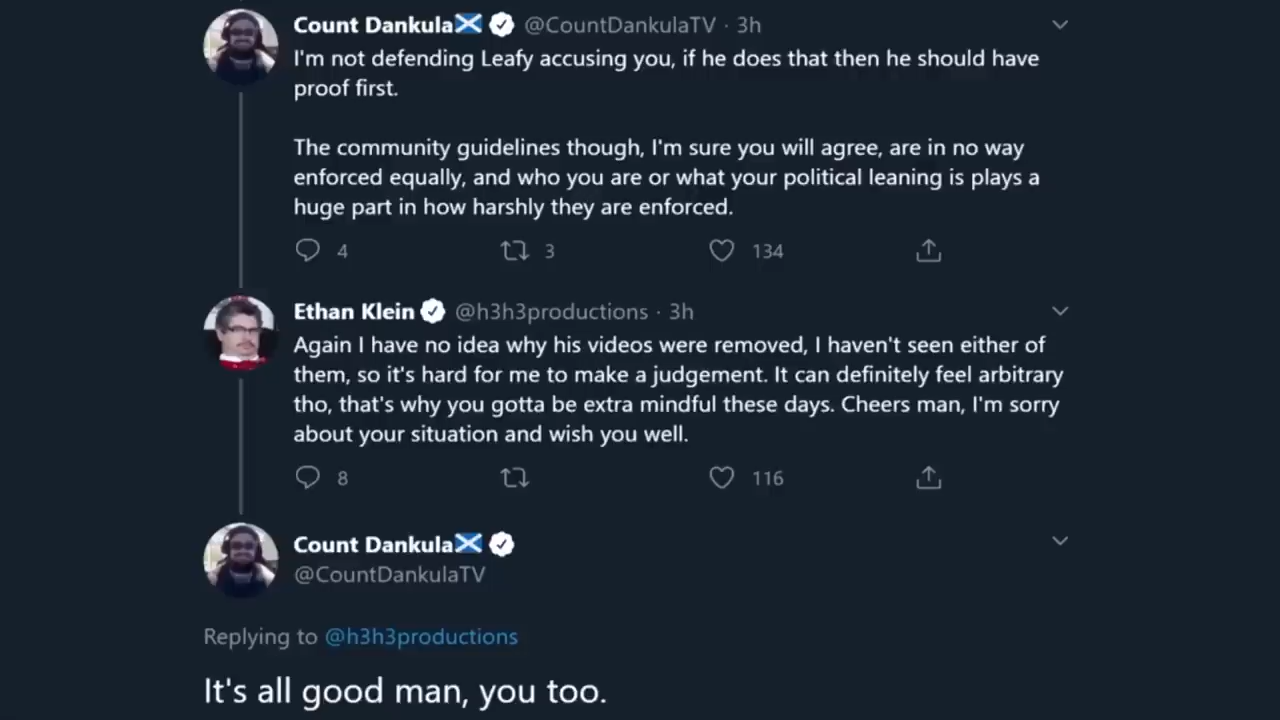 Count Dankula @CountDankulaTV · 3h
I'm not defending Leafy accusing you, if he does that then he should have
proof first.
The community guidelines though, I'm sure you will agree, are in no way
enforced equally, and who you are or what your political leaning is plays a
huge part in how harshly they are enforced.
4 3 134
Ethan Klein @h3h3productions · 3h
Again I have no idea why his videos were removed, I haven't seen either of
them, so it's hard for me to make a judgement. It can definitely feel arbitrary
tho, that's why you gotta be extra mindful these days. Cheers man, I'm sorry
about your situation and wish you well.
8 116
Count Dankula
@CountDankulaTV
Replying to @h3h3productions
It's all good man, you too.